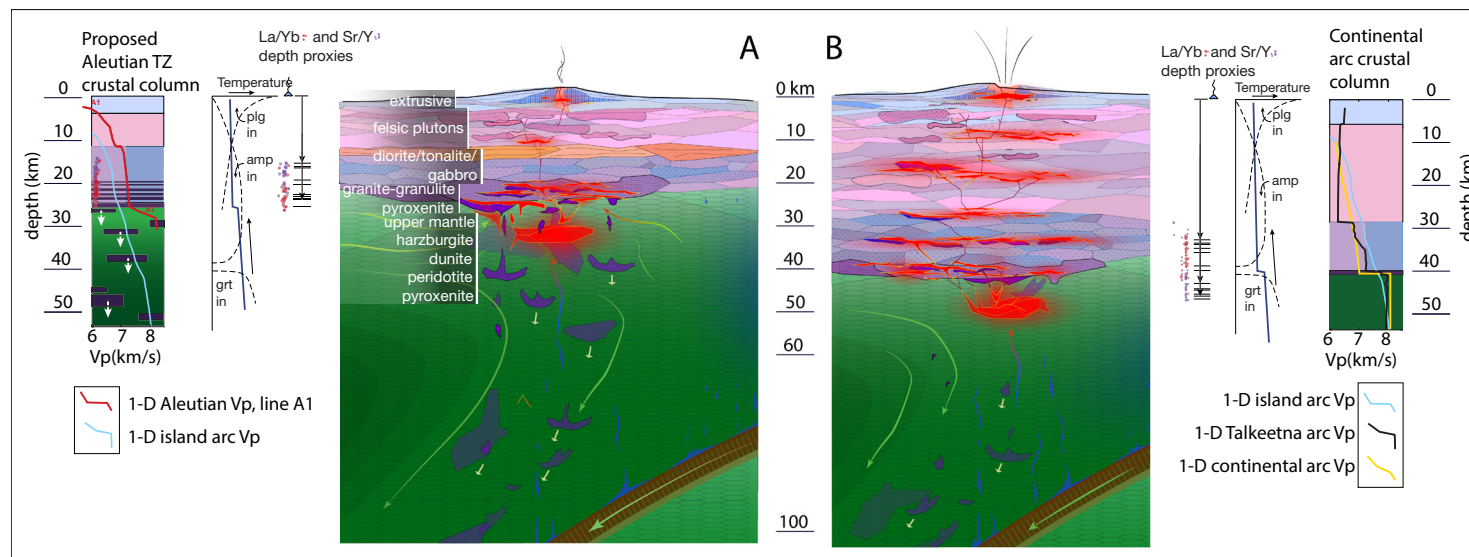 Proposed
Aleutian TZ
crustal column
La/Yb and Sr/Y
depth proxies
A
B
La/Yb and Sr/Y
depth proxies
Continental
arc crustal
column
0
10
20
30
40
50
depth (km)
A1
A1
6 7 8
Vp(km/s)
Temperature
plg
in
amp
in
grt
in
extrusive
felsic plutons
diorite/tonalite/
gabbro
granite-granulite
pyroxenite
upper mantle
harzburgite
dunite
peridotite
pyroxenite
0 km
10
20
30
40
50
60
100
Temperature
plg
in
amp
in
grt
in
0
10
20
30
40
50
depth (km)
6 7 8
Vp(km/s)
1-D Aleutian Vp, line A1
1-D island arc Vp
1-D island arc Vp
1-D Talkeetna arc Vp
1-D continental arc Vp